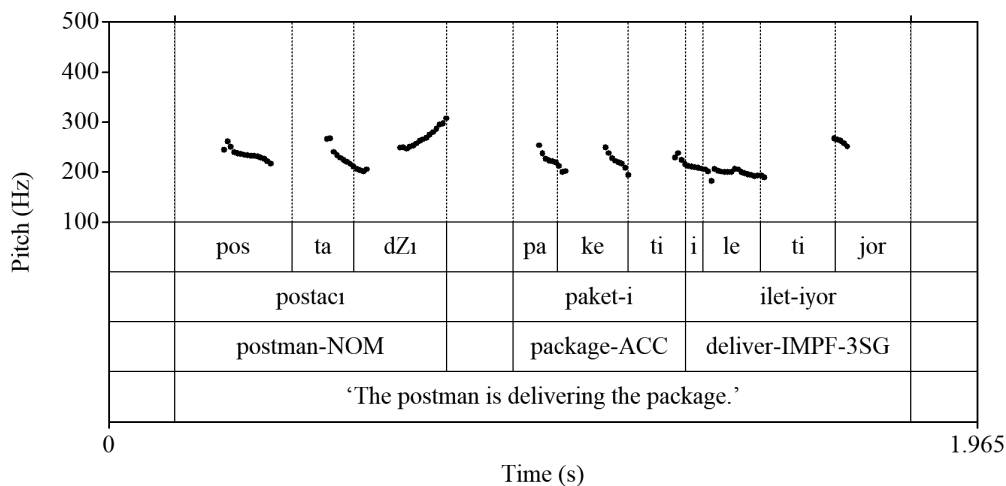 500
400
300
200
100
Pitch (Hz)
pos ta dZı pa ke ti i le ti jor
postacı paket-i ilet-iyor
postman-NOM package-ACC deliver-IMPF-3SG
‘The postman is delivering the package.’
0 1.965
Time (s)